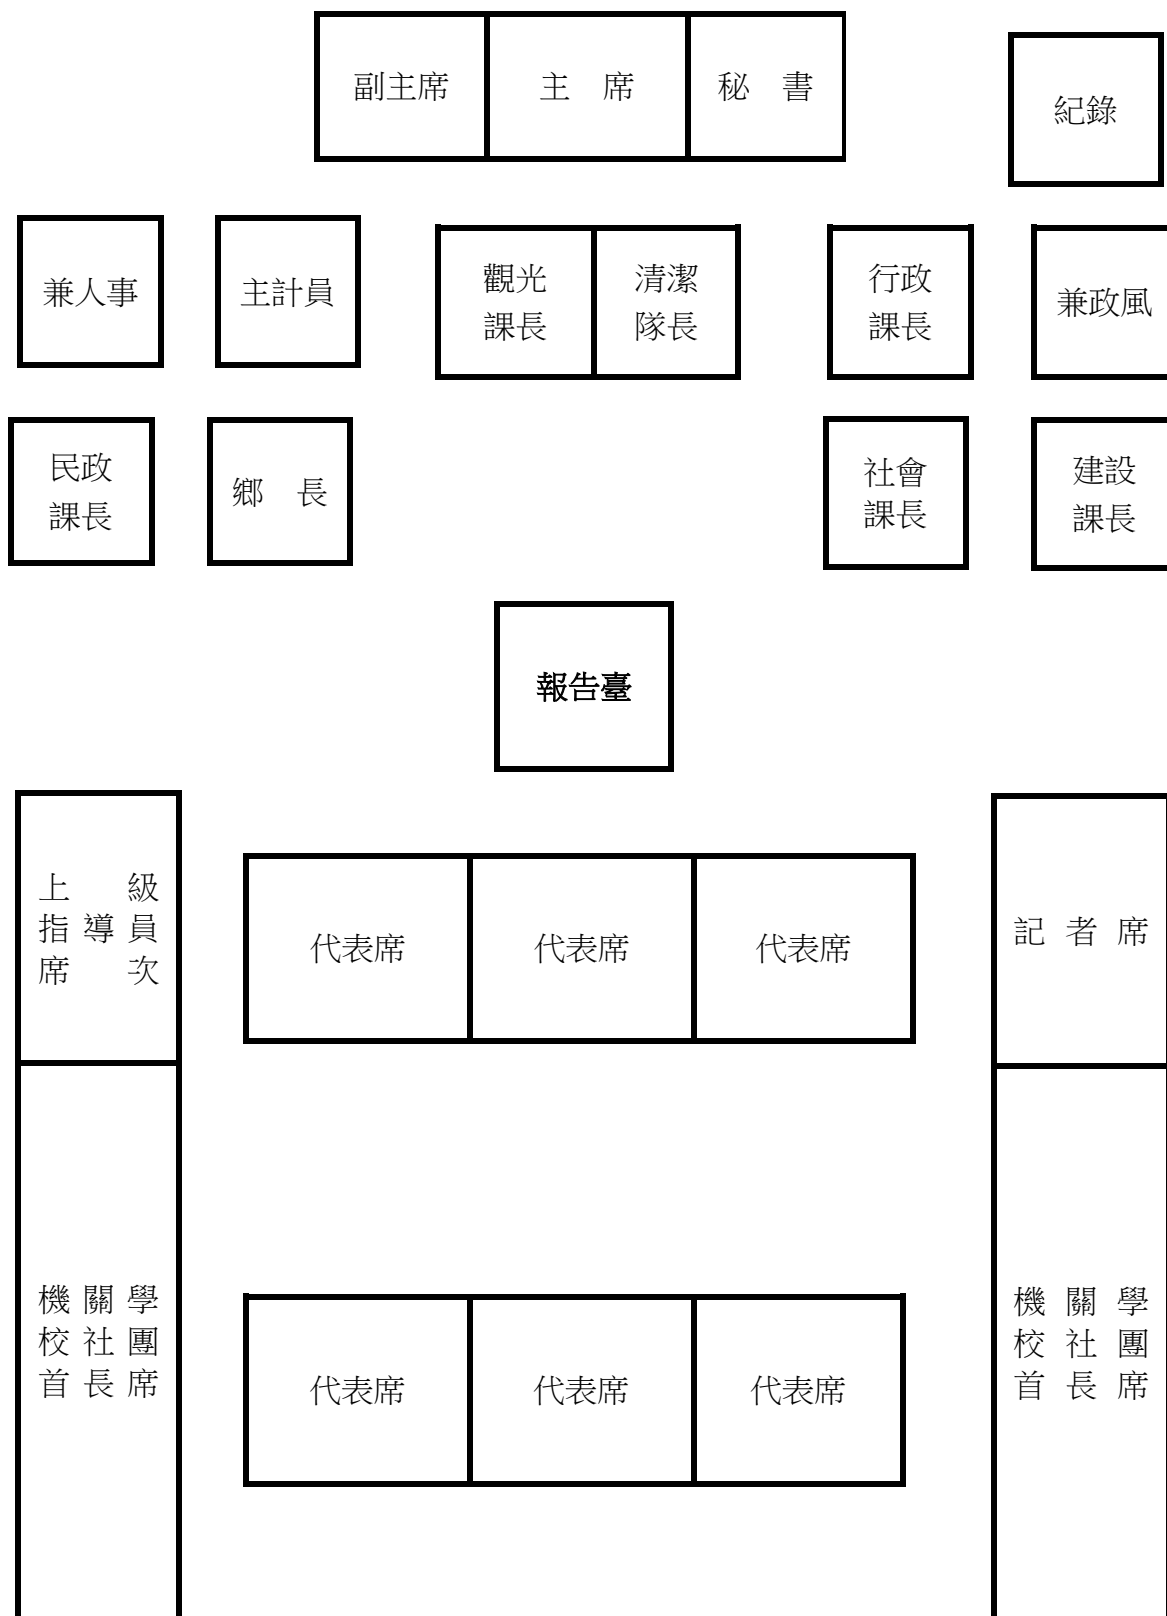 副主席
主 席
秘 書
紀錄
兼人事
主計員
觀光
課長
清潔
隊長
行政
課長
兼政風
民政
課長
鄉 長
社會
課長
建設
課長
報告臺
上 級
指 導 員
席 次
代表席
代表席
代表席
記 者 席
機 關 學
校 社 團
首 長 席
代表席
代表席
代表席
機 關 學
校 社 團
首 長 席